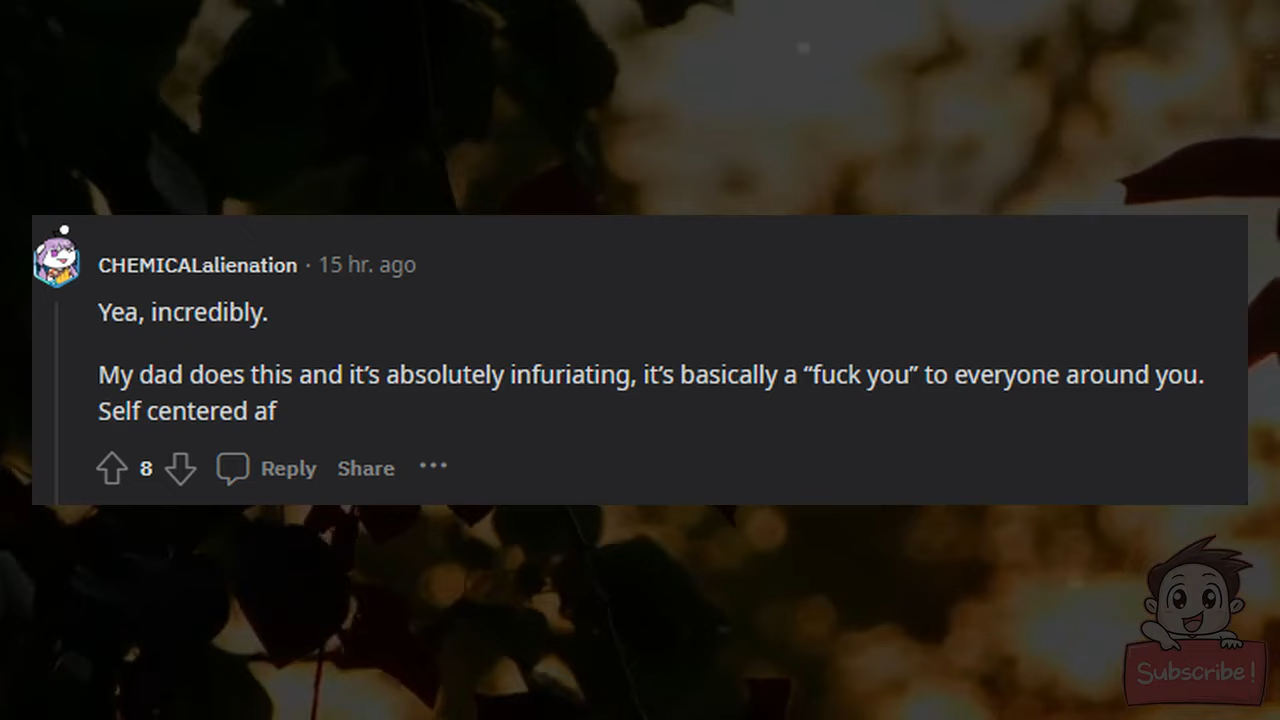 CHEMICALalienation · 15 hr. ago
Yea, incredibly.
My dad does this and it’s absolutely infuriating, it’s basically a “fuck you” to everyone around you.
Self centered af
8 Reply Share ···
Subscribe!